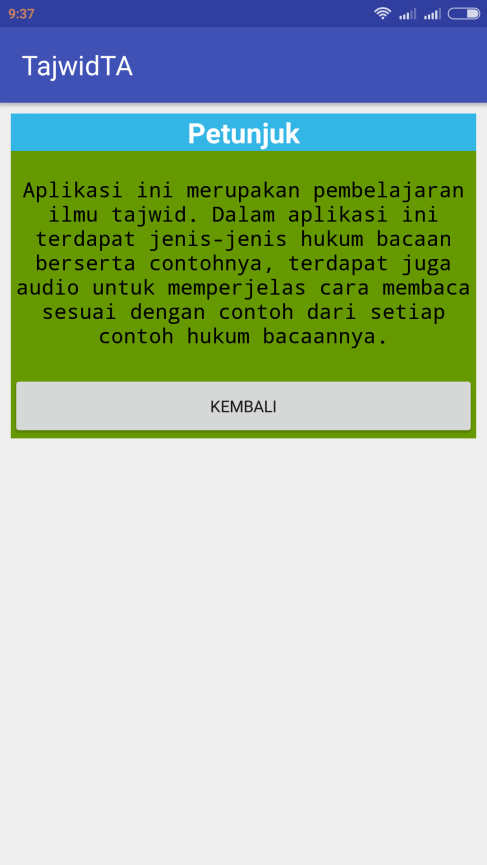 9:37
TajwidTA
Petunjuk
Aplikasi ini merupakan pembelajaran
ilmu tajwid. Dalam aplikasi ini
terdapat jenis-jenis hukum bacaan
berserta contohnya, terdapat juga
audio untuk memperjelas cara membaca
sesuai dengan contoh dari setiap
contoh hukum bacaannya.
KEMBALI